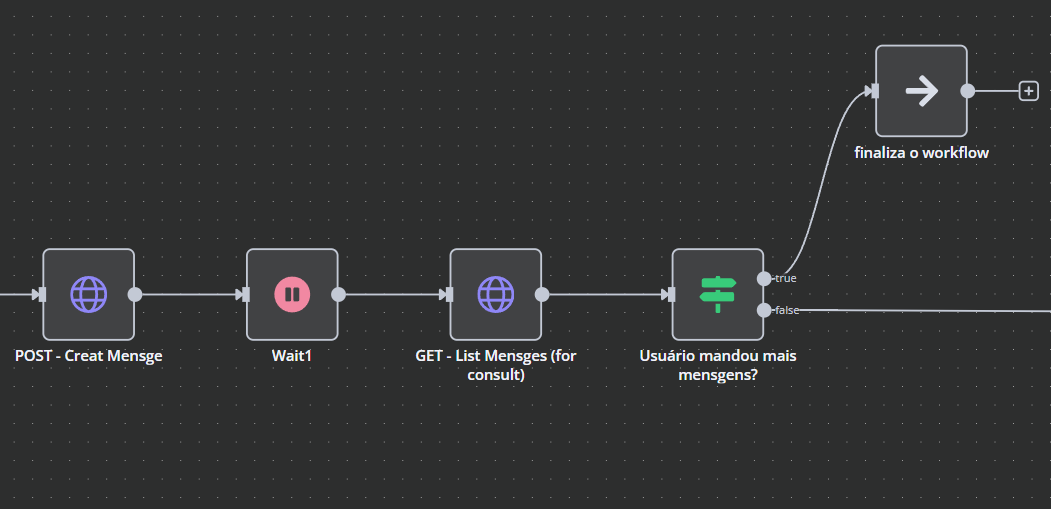 finaliza o workflow
true
false
POST - Creat Mensge
Wait1
GET - List Mensges (for
consult)
Usuário mandou mais
mensgens?